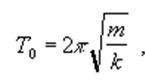 T₀ = 2π√(m/k) ,